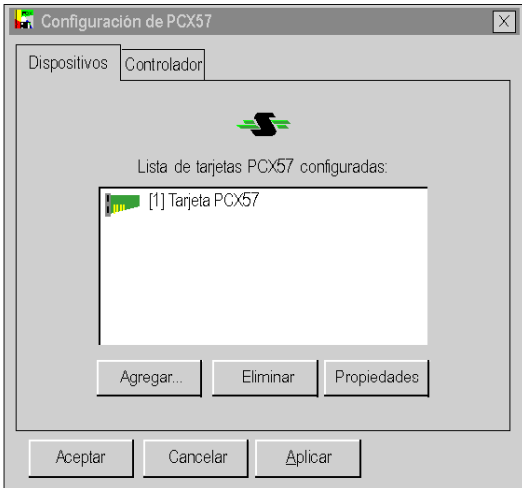 Configuración de PCX57
Dispositivos
Controlador
Lista de tarjetas PCX57 configuradas:
[1] Tarjeta PCX57
Agregar...
Eliminar
Propiedades
Aceptar
Cancelar
Aplicar